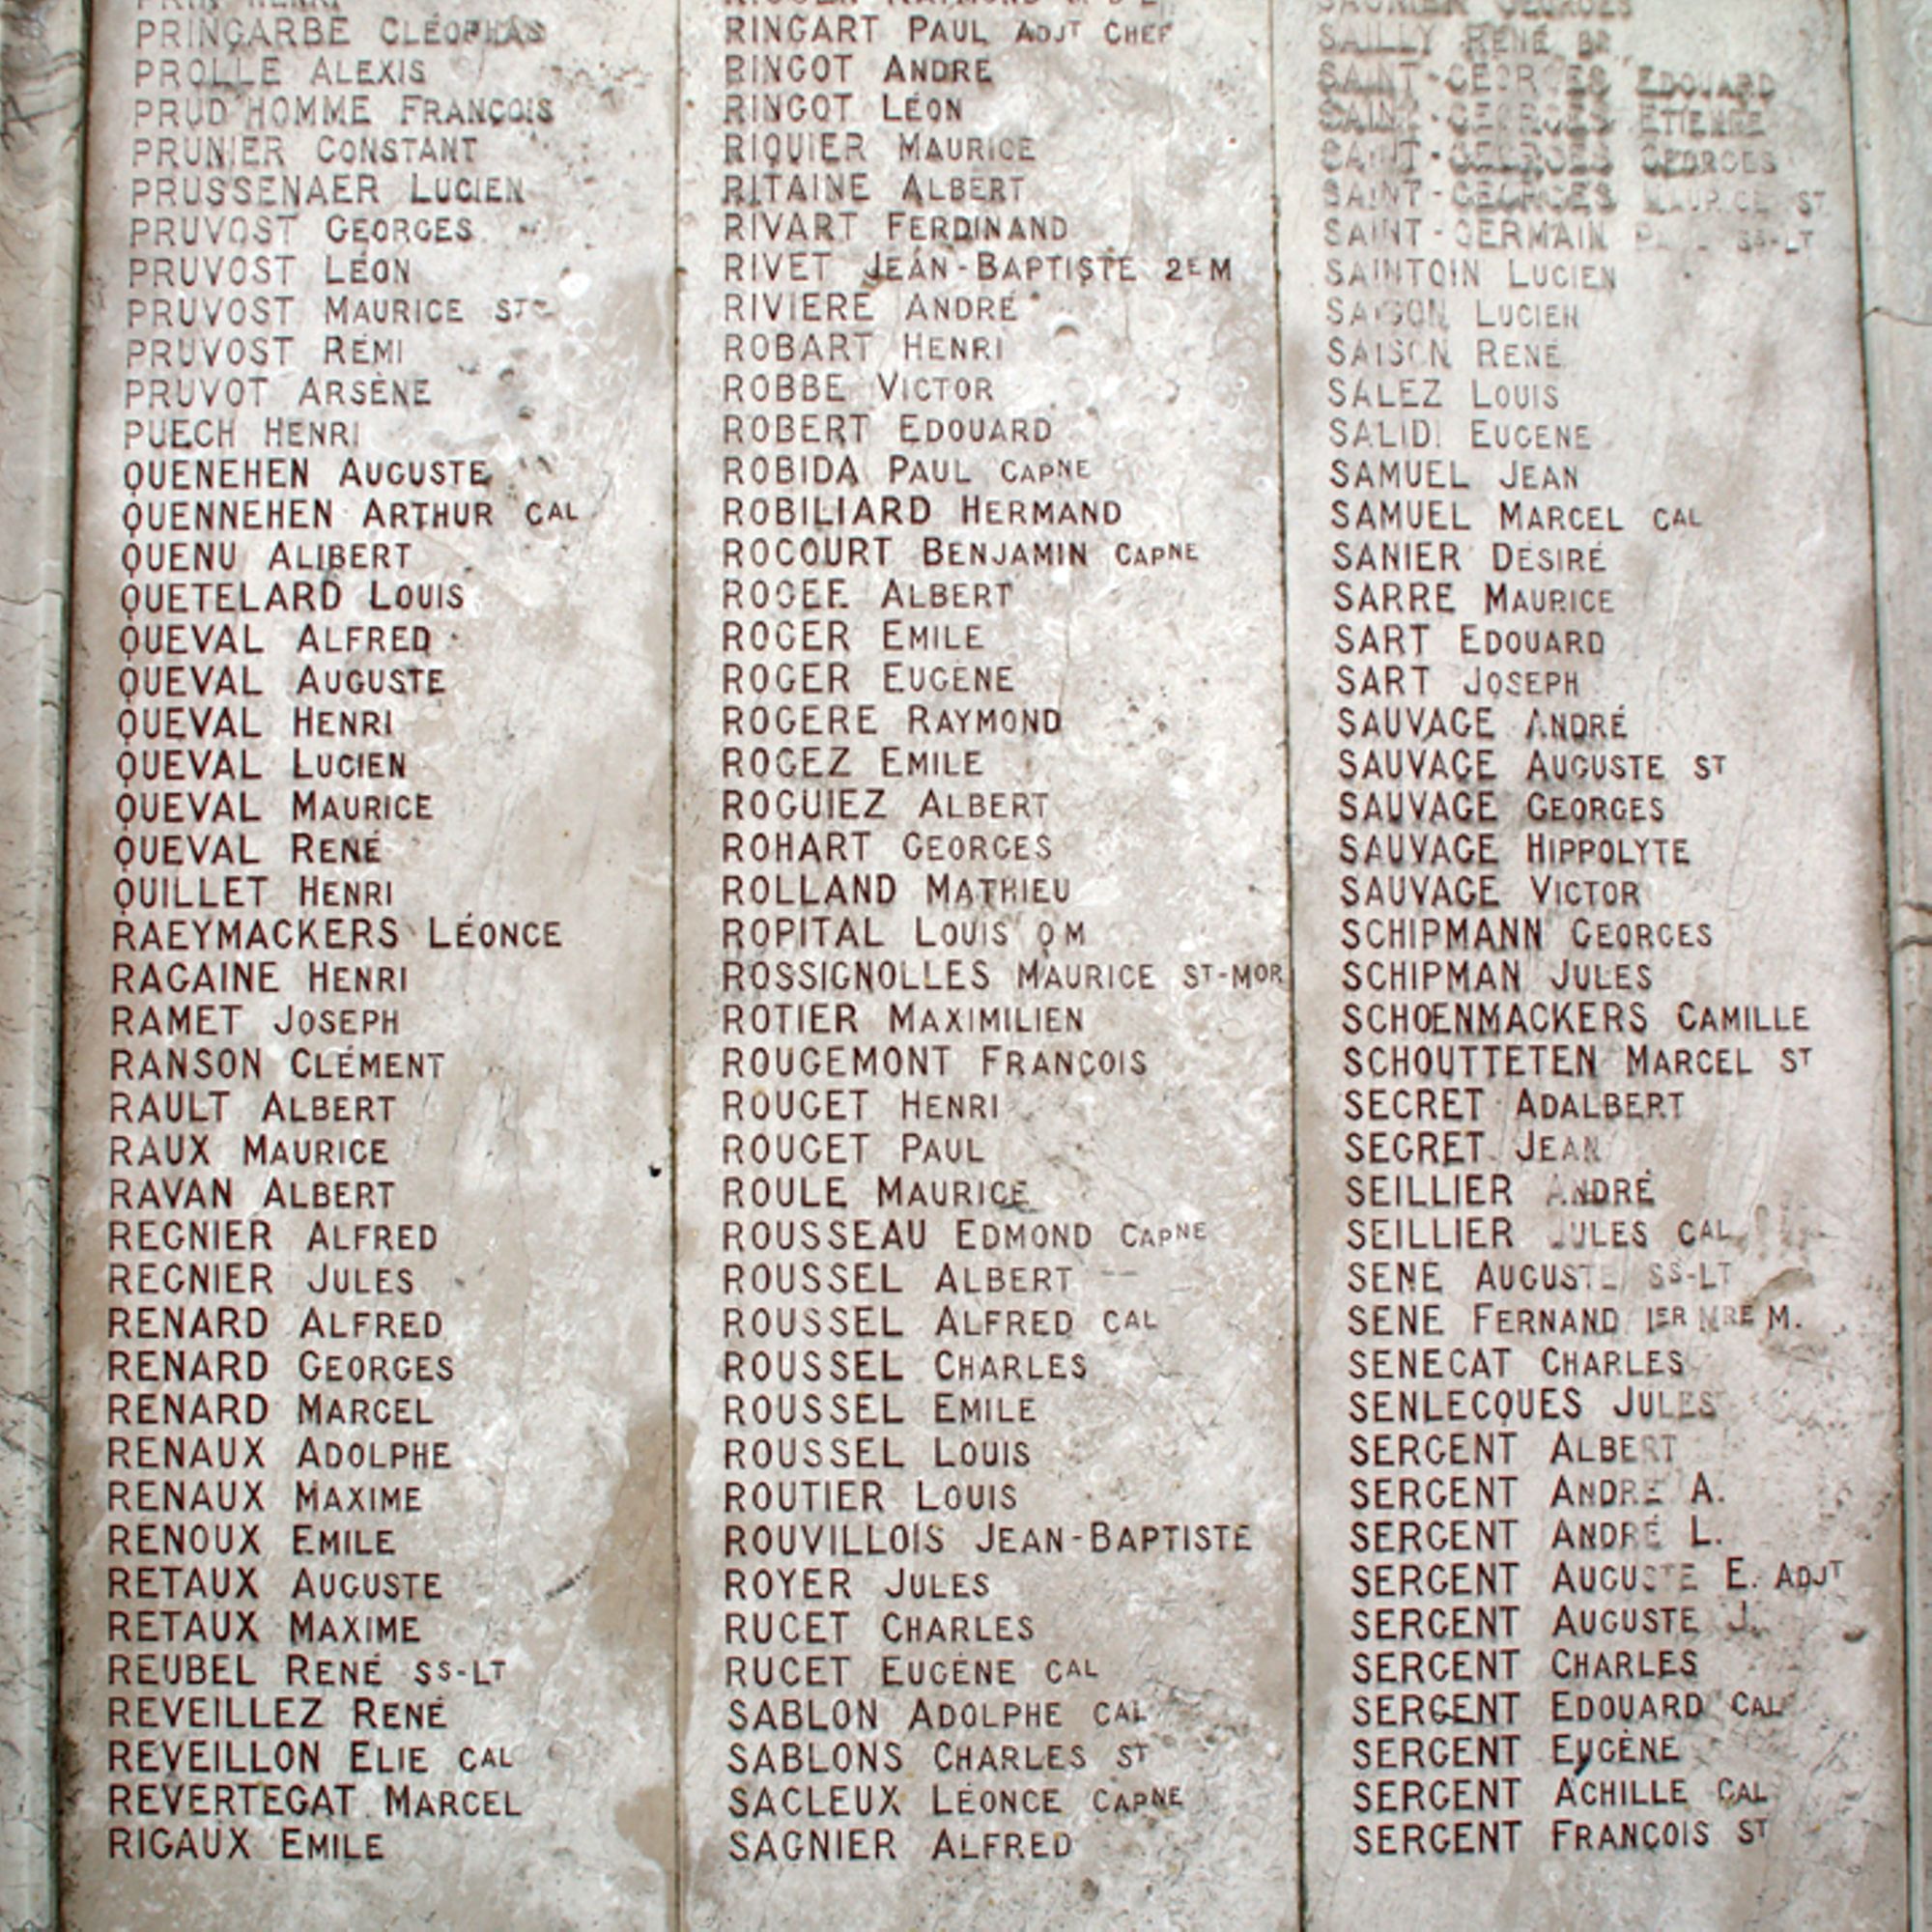 PRINGARBE CLÉOPHAS
PROLLE ALEXIS
PRUD'HOMME FRANÇOIS
PRUNIER CONSTANT
PRUSSENAER LUCIEN
PRUVOST GEORGES
PRUVOST LÉON
PRUVOST MAURICE
PRUVOST RÉMI
PRUVOT ARSÈNE
PUECH HENRI
QUENEHEN AUGUSTE
QUENNEHEN ARTHUR CAL
QUENU ALIBERT
QUETELARD LOUIS
QUEVAL ALFRED
QUEVAL AUGUSTE
QUEVAL HENRI
QUEVAL LUCIEN
QUEVAL MAURICE
QUEVAL RENÉ
QUILLET HENRI
RAEYMACKERS LÉONCE
RAGAINE HENRI
RAMET JOSEPH
RANSON CLÉMENT
RAULT ALBERT
RAUX MAURICE
RAVAN ALBERT
REGNIER ALFRED
REGNIER JULES
RENARD ALFRED
RENARD GEORGES
RENARD MARCEL
RENAUX ADOLPHE
RENAUX MAXIME
RENOUX EMILE
RETAUX AUGUSTE
RETAUX MAXIME
REUBEL RENÉ SS-LT
REVEILLEZ RENÉ
REVEILLON ELIE CAL
REVERTEGAT MARCEL
RIGAUX EMILE
RINGART PAUL ADJT CHEF
RINGOT ANDRÉ
RINGOT LÉON
RIQUIER MAURICE
RITAINE ALBERT
RIVART FERDINAND
RIVET JEAN-BAPTISTE 2E M
RIVIERE ANDRÉ
ROBART HENRI
ROBBE VICTOR
ROBERT EDOUARD
ROBIDA PAUL CAPNE
ROBILIARD HERMAND
ROCOURT BENJAMIN CAPNE
ROGER ALBERT
ROGER EMILE
ROGER EUGÈNE
ROGERE RAYMOND
ROGEZ EMILE
ROGUIEZ ALBERT
ROHART GEORGES
ROLLAND MATHIEU
ROPITAL LOUIS QM
ROSSIGNOLLES MAURICE ST-MOR
ROTIER MAXIMILIEN
ROUGEMONT FRANÇOIS
ROUGET HENRI
ROUGET PAUL
ROULE MAURICE
ROUSSEAU EDMOND CAPNE
ROUSSEL ALBERT
ROUSSEL ALFRED CAL
ROUSSEL CHARLES
ROUSSEL EMILE
ROUSSEL LOUIS
ROUTIER LOUIS
ROUVILLOIS JEAN-BAPTISTE
ROYER JULES
RUCET CHARLES
RUCET EUGÈNE CAL
SABLON ADOLPHE CAL
SABLONS CHARLES ST
SACLEUX LÉONCE CAPNE
SAGNIER ALFRED
SAGNIER GEORGES
SAILLY RENÉ
SAINT-GEORGES EDOUARD
SAINT-GEORGES ETIENNE
SAINT-GEORGES GEORGES
SAINT-GEORGES MAURICE ST
SAINT-GERMAIN SS-LT
SAINTOIN LUCIEN
SAISON LUCIEN
SAISON RENÉ
SALEZ LOUIS
SALIDI EUGENE
SAMUEL JEAN
SAMUEL MARCEL CAL
SANIER DÉSIRÉ
SARRE MAURICE
SART EDOUARD
SART JOSEPH
SAUVAGE ANDRÉ
SAUVAGE AUGUSTE ST
SAUVAGE GEORGES
SAUVAGE HIPPOLYTE
SAUVAGE VICTOR
SCHIPMANN GEORGES
SCHIPMAN JULES
SCHOENMACKERS CAMILLE
SCHOUTTETEN MARCEL ST
SECRET ADALBERT
SEGRET JEAN
SEILLIER ANDRÉ
SEILLIER JULES CAL
SENÉ AUGUSTE SS-LT
SENE FERNAND 1ER MRE M.
SENECAT CHARLES
SENLECQUES JULES
SERGENT ALBERT
SERGENT ANDRÉ A.
SERGENT ANDRÉ L.
SERGENT AUGUSTE E. ADJT
SERGENT AUGUSTE J.
SERGENT CHARLES
SERGENT EDOUARD CAL
SERGENT EUGÈNE
SERGENT ACHILLE CAL
SERGENT FRANÇOIS ST